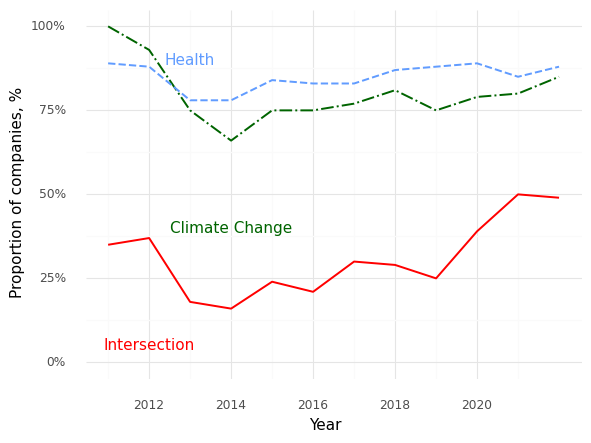 Proportion of companies, %
100%
75%
50%
25%
0%
Health
Climate Change
Intersection
2012 2014 2016 2018 2020
Year